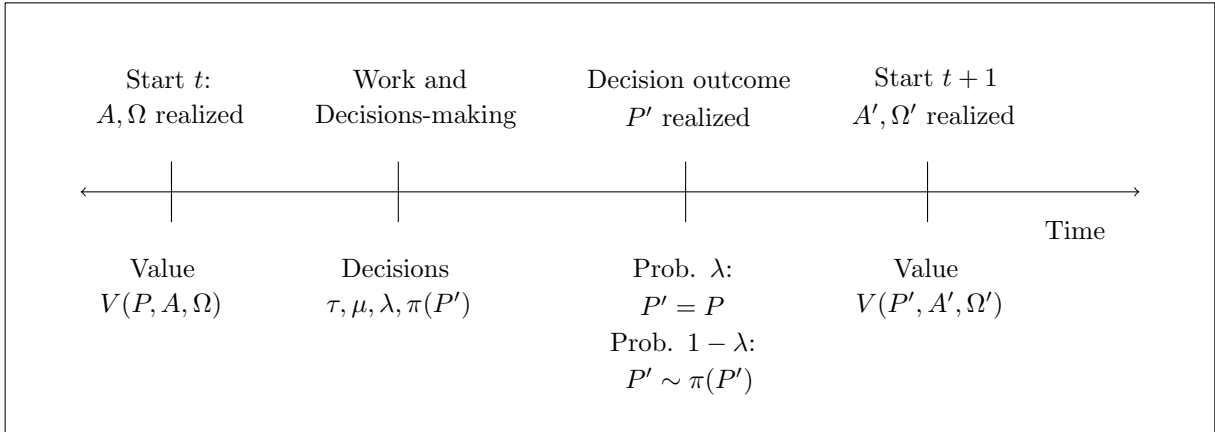 Start t:
A, Ω realized
Work and
Decisions-making
Decision outcome
P′ realized
Start t + 1
A′, Ω′ realized
Time
Value
V(P, A, Ω)
Decisions
τ, μ, λ, π(P′)
Prob. λ:
P′ = P
Prob. 1 − λ:
P′ ∼ π(P′)
Value
V(P′, A′, Ω′)